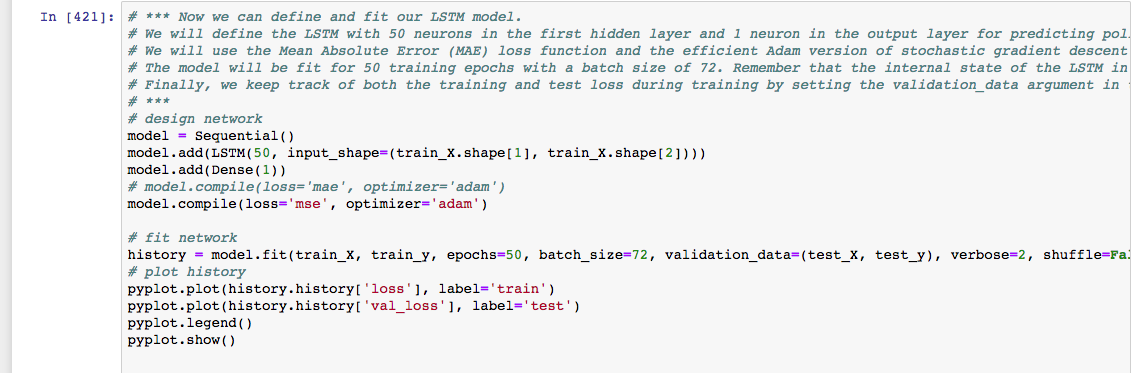 In [421]: # *** Now we can define and fit our LSTM model.
# We will define the LSTM with 50 neurons in the first hidden layer and 1 neuron in the output layer for predicting pol
# We will use the Mean Absolute Error (MAE) loss function and the efficient Adam version of stochastic gradient descent
# The model will be fit for 50 training epochs with a batch size of 72. Remember that the internal state of the LSTM in
# Finally, we keep track of both the training and test loss during training by setting the validation_data argument in
# ***
# design network
model = Sequential()
model.add(LSTM(50, input_shape=(train_X.shape[1], train_X.shape[2])))
model.add(Dense(1))
# model.compile(loss='mae', optimizer='adam')
model.compile(loss='mse', optimizer='adam')
# fit network
history = model.fit(train_X, train_y, epochs=50, batch_size=72, validation_data=(test_X, test_y), verbose=2, shuffle=Fal
# plot history
pyplot.plot(history.history['loss'], label='train')
pyplot.plot(history.history['val_loss'], label='test')
pyplot.legend()
pyplot.show()